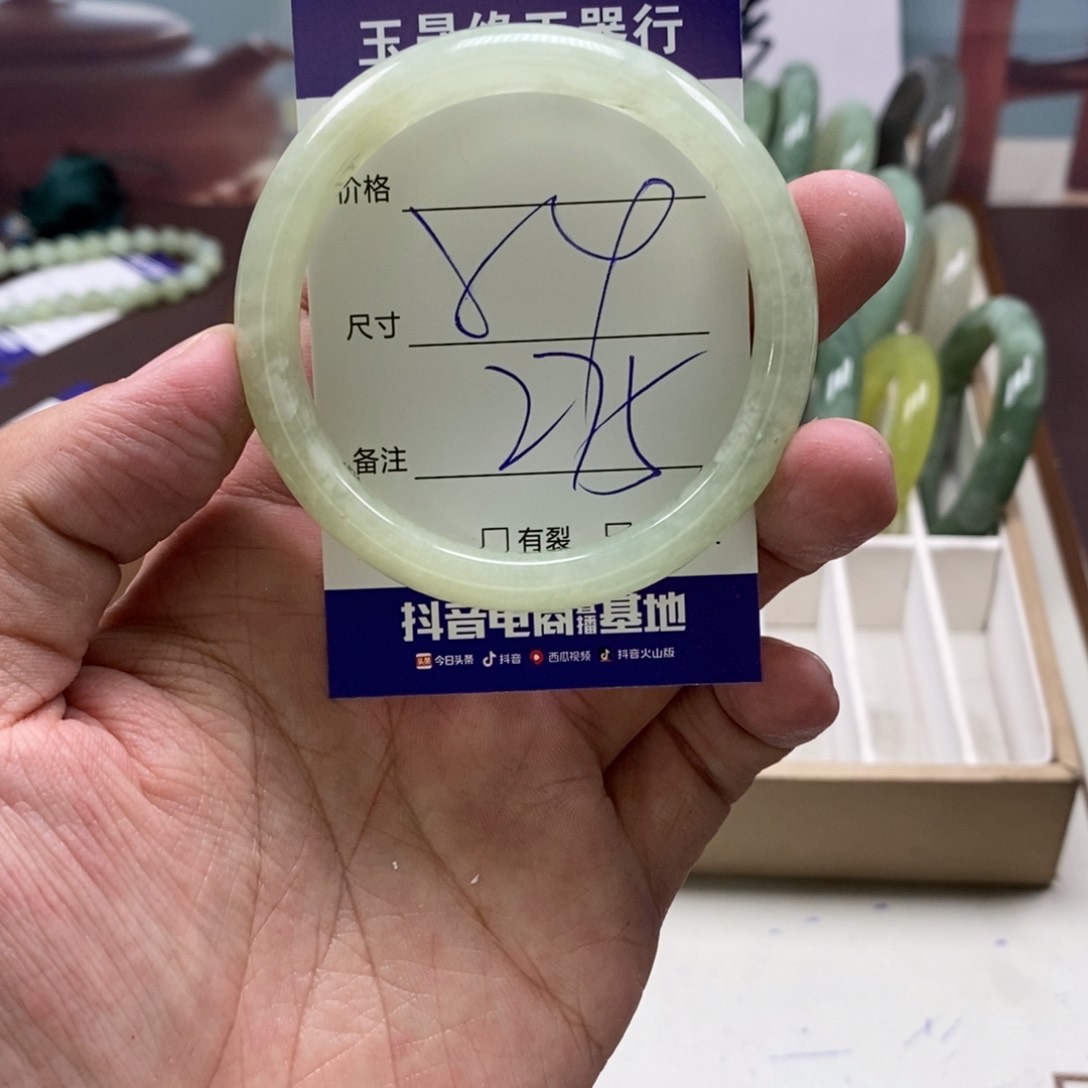 玉景缘玉器行
价格
尺寸
备注
有裂
抖音电商直播基地
今日头条 抖音 西瓜视频 抖音火山版